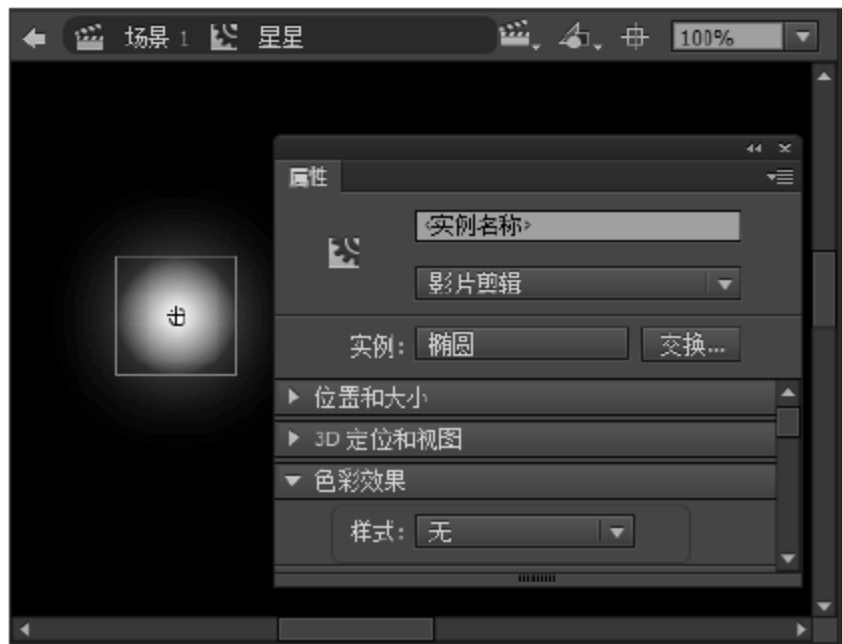 场景 1 星星 100%
属性
<实例名称>
影片剪辑
实例: 椭圆 交换...
位置和大小
3D 定位和视图
色彩效果
样式: 无